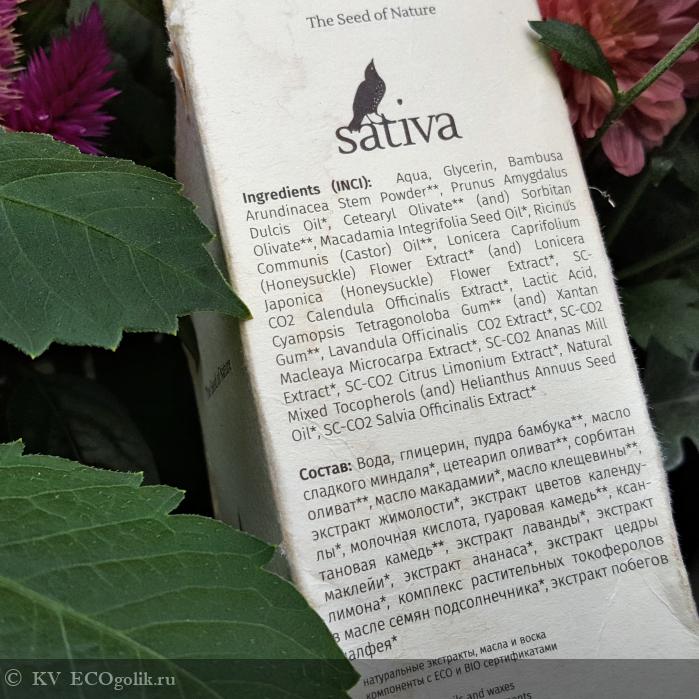 The Seed of Nature
sativa
Ingredients (INCI): Aqua, Glycerin, Bambusa
Arundinacea Stem Powder**, Prunus Amygdalus
Dulcis Oil*, Cetearyl Olivate** (and) Sorbitan
Olivate**, Macadamia Integrifolia Seed Oil*, Ricinus
Communis (Castor) Oil**, Lonicera Caprifolium
(Honeysuckle) Flower Extract* (and) Lonicera
Japonica (Honeysuckle) Flower Extract*, SC-
CO2 Calendula Officinalis Extract*, Lactic Acid,
Cyamopsis Tetragonoloba Gum** (and) Xantan
Gum**, Lavandula Officinalis CO2 Extract*, SC-CO2
Macleaya Microcarpa Extract*, SC-CO2 Ananas Mill
Extract*, SC-CO2 Citrus Limonium Extract*, Natural
Mixed Tocopherols (and) Helianthus Annuus Seed
Oil*, SC-CO2 Salvia Officinalis Extract*
Состав: Вода, глицерин, пудра бамбука**, масло
сладкого миндаля*, цетеарил оливат**, сорбитан
оливат**, масло макадамии*, масло клещевины**,
экстракт жимолости*, экстракт цветов календу-
лы*, молочная кислота, гуаровая камедь**, ксан-
тановая камедь**, экстракт лаванды*, экстракт
маклейи*, экстракт ананаса*, экстракт цедры
лимона*, комплекс растительных токоферолов
в масле семян подсолнечника*, экстракт побегов
шалфея*
натуральные экстракты, масла и воска
компоненты с ECO и BIO сертификатами
and waxes
The Seed of Nature
© KV ECOgolik.ru